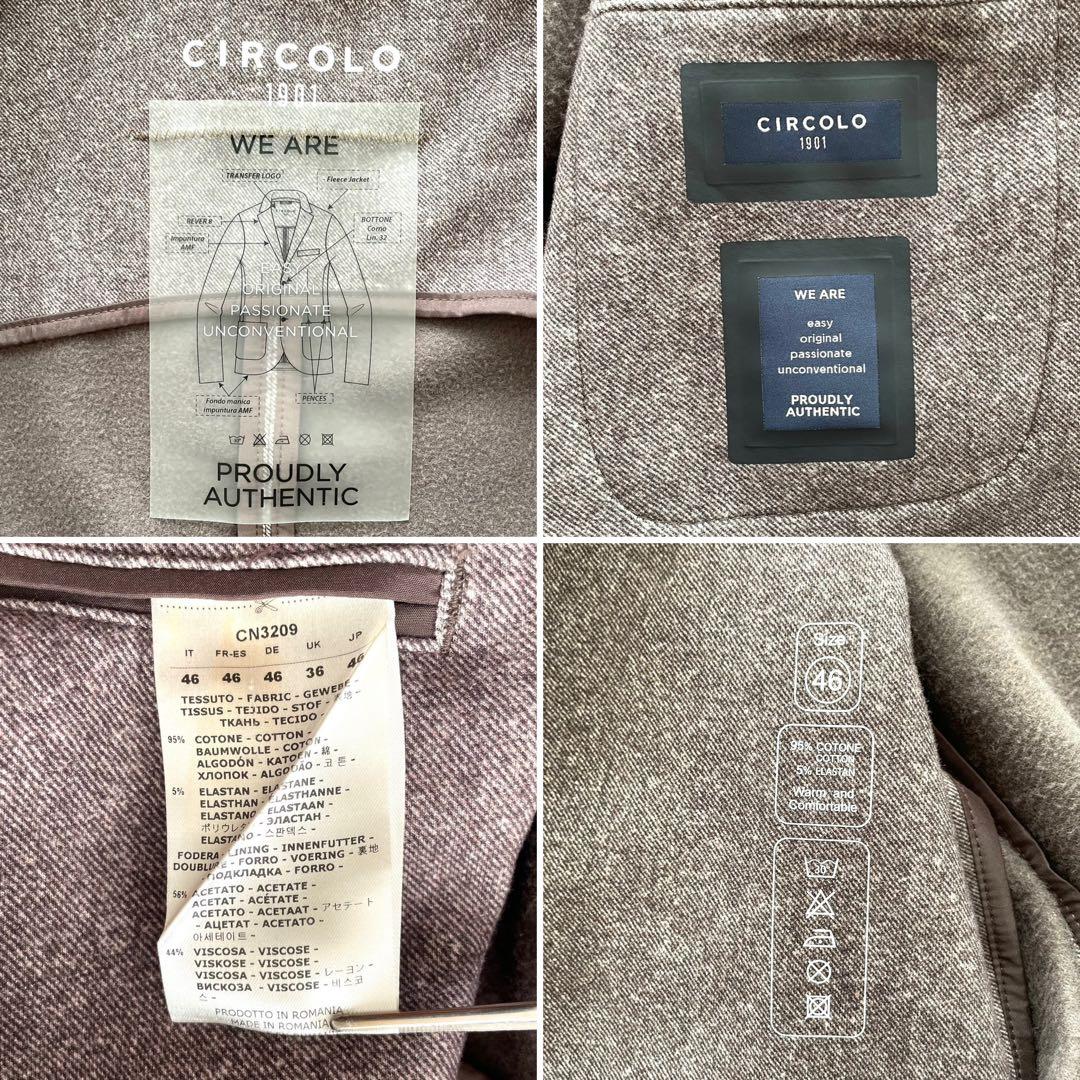 CIRCOLO
1901
WE ARE
TRANSFER LOGO
Fleece Jacket
REVER 8
BOTTONE
Corno
Lin. 32
Impuntura
AMF
EASY
ORIGINAL
PASSIONATE
UNCONVENTIONAL
Fondo manica
impuntura AMF
PENCES
30
PROUDLY
AUTHENTIC
CIRCOLO
1901
WE ARE
easy
original
passionate
unconventional
PROUDLY
AUTHENTIC
CN3209
IT FR-ES DE UK JP
46 46 46 36 46
TESSUTO - FABRIC - GEWEBE -
TISSUS - TEJIDO - STOF -
ТКАНЬ - TECIDO -
95% COTONE - COTTON -
BAUMWOLLE - COTON -
ALGODÓN - KATOEN - 綿 -
ХЛОПОК - ALGODÃO - 코 튼 -
5% ELASTAN - ELASTANE -
ELASTHAN - ELASTHANNE -
ELASTANO - ELASTAAN -
ポリウレタ - ЭЛАСТАН -
ELASTANO - 스판덱스 -
FODERA - LINING - INNENFUTTER -
DOUBLURE - FORRO - VOERING - 裏地
- ПОДКЛАДКА - FORRO -
56% ACETATO - ACETATE -
ACETAT - ACÉTATE -
ACETATO - ACETAAT - アセテート
- АЦЕТАТ - ACETATO -
아세테이트 -
44% VISCOSA - VISCOSE -
VISKOSE - VISCOSE -
VISCOSA - VISCOSE - レーヨン -
ВИСКОЗА - VISCOSE - 비스코
스 -
PRODOTTO IN ROMANIA
MADE IN ROMANIA
Size
46
95% COTONE
COTTON
5% ELASTAN
Warm and
Comfortable
30